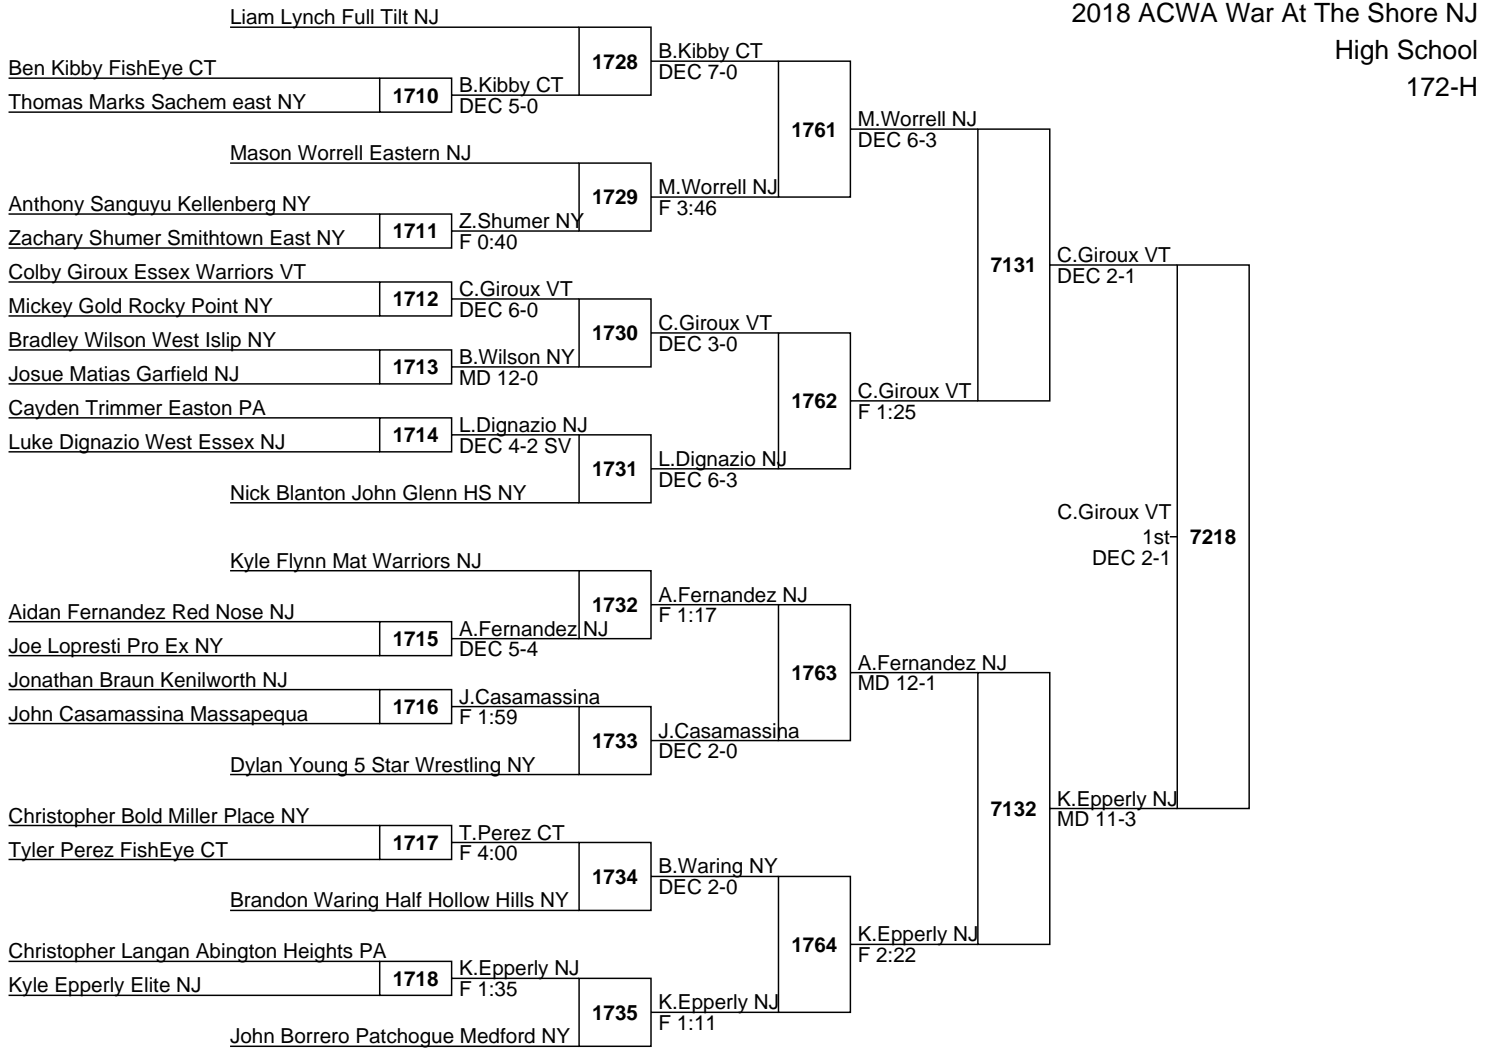 2018 ACWA War At The Shore NJ
High School
172-H
Liam Lynch Full Tilt NJ
1728
B.Kibby CT
DEC 7-0
Ben Kibby FishEye CT
1710
B.Kibby CT
DEC 5-0
Thomas Marks Sachem east NY
1761
M.Worrell NJ
DEC 6-3
Mason Worrell Eastern NJ
1729
M.Worrell NJ
F 3:46
Anthony Sanguyu Kellenberg NY
1711
Z.Shumer NY
F 0:40
Zachary Shumer Smithtown East NY
7131
C.Giroux VT
DEC 2-1
Colby Giroux Essex Warriors VT
1712
C.Giroux VT
DEC 6-0
Mickey Gold Rocky Point NY
1730
C.Giroux VT
DEC 3-0
Bradley Wilson West Islip NY
1713
B.Wilson NY
MD 12-0
Josue Matias Garfield NJ
1762
C.Giroux VT
F 1:25
Cayden Trimmer Easton PA
1714
L.Dignazio NJ
DEC 4-2 SV
Luke Dignazio West Essex NJ
1731
L.Dignazio NJ
DEC 6-3
Nick Blanton John Glenn HS NY
C.Giroux VT
1st
DEC 2-1
7218
Kyle Flynn Mat Warriors NJ
1732
A.Fernandez NJ
F 1:17
Aidan Fernandez Red Nose NJ
1715
A.Fernandez NJ
DEC 5-4
Joe Lopresti Pro Ex NY
1763
A.Fernandez NJ
MD 12-1
Jonathan Braun Kenilworth NJ
1716
J.Casamassina
F 1:59
John Casamassina Massapequa
1733
J.Casamassina
DEC 2-0
Dylan Young 5 Star Wrestling NY
7132
K.Epperly NJ
MD 11-3
Christopher Bold Miller Place NY
1717
T.Perez CT
F 4:00
Tyler Perez FishEye CT
1734
B.Waring NY
DEC 2-0
Brandon Waring Half Hollow Hills NY
1764
K.Epperly NJ
F 2:22
Christopher Langan Abington Heights PA
1718
K.Epperly NJ
F 1:35
Kyle Epperly Elite NJ
1735
K.Epperly NJ
F 1:11
John Borrero Patchogue Medford NY